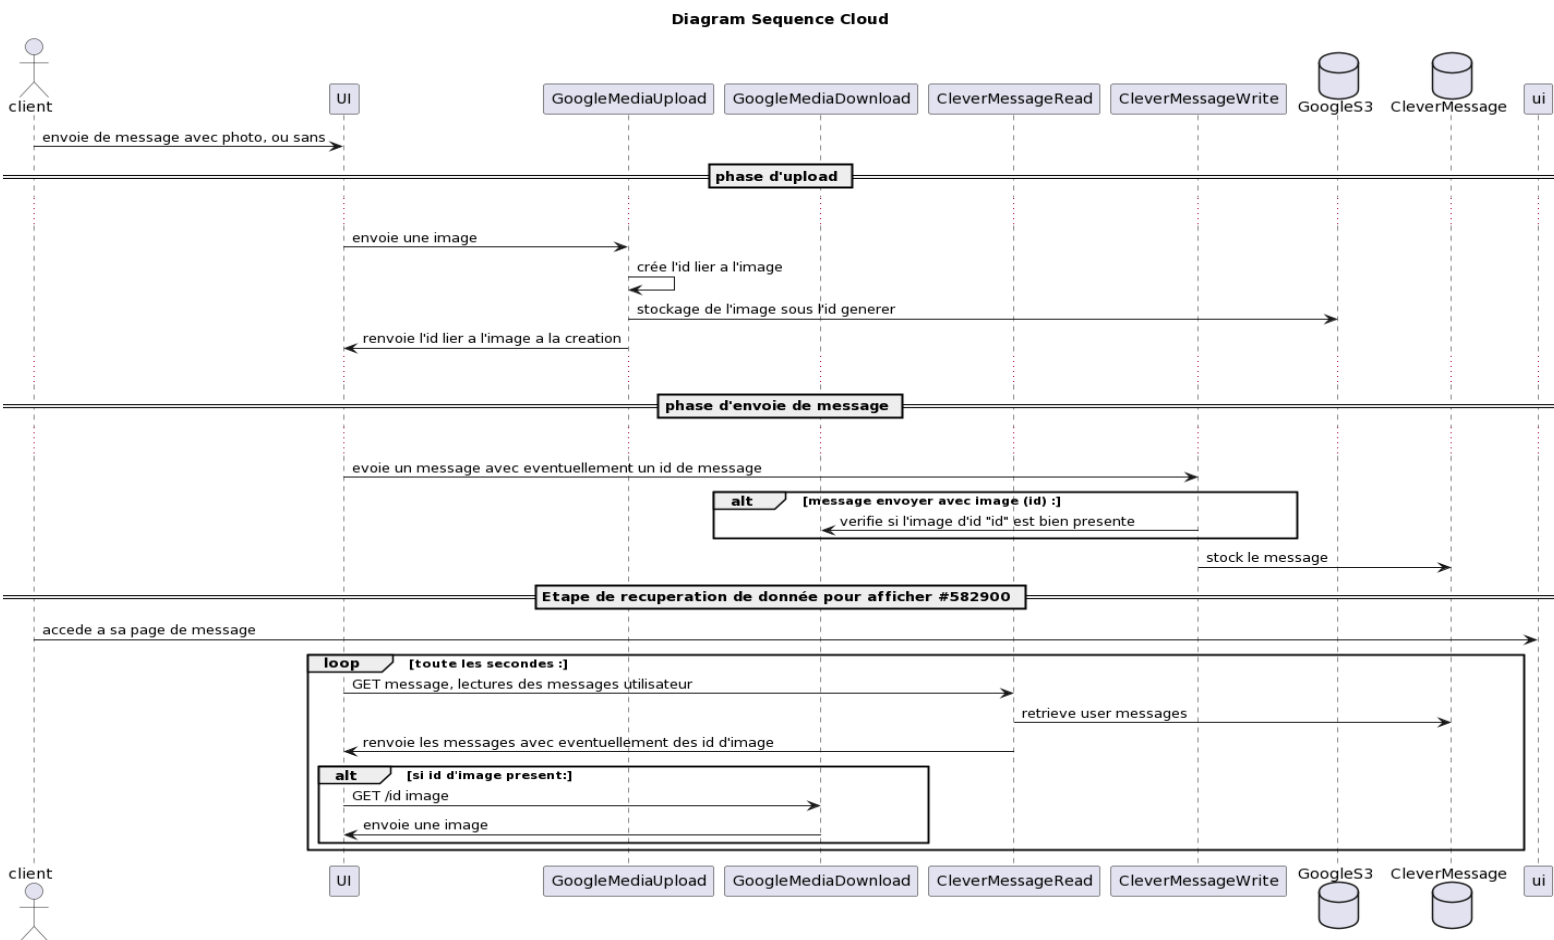 Diagram Sequence Cloud
client
UI
GoogleMediaUpload
GoogleMediaDownload
CleverMessageRead
CleverMessageWrite
GoogleS3
CleverMessage
ui
envoie de message avec photo, ou sans
phase d'upload
envoie une image
crée l'id lier a l'image
stockage de l'image sous l'id generer
renvoie l'id lier a l'image a la creation
phase d'envoie de message
evoie un message avec eventuellement un id de message
alt [message envoyer avec image (id) :]
verifie si l'image d'id "id" est bien presente
stock le message
Etape de recuperation de donnée pour afficher #582900
accede a sa page de message
loop [toute les secondes :]
GET message, lectures des messages utilisateur
retrieve user messages
renvoie les messages avec eventuellement des id d'image
alt [si id d'image present:]
GET /id image
envoie une image
client
UI
GoogleMediaUpload
GoogleMediaDownload
CleverMessageRead
CleverMessageWrite
GoogleS3
CleverMessage
ui